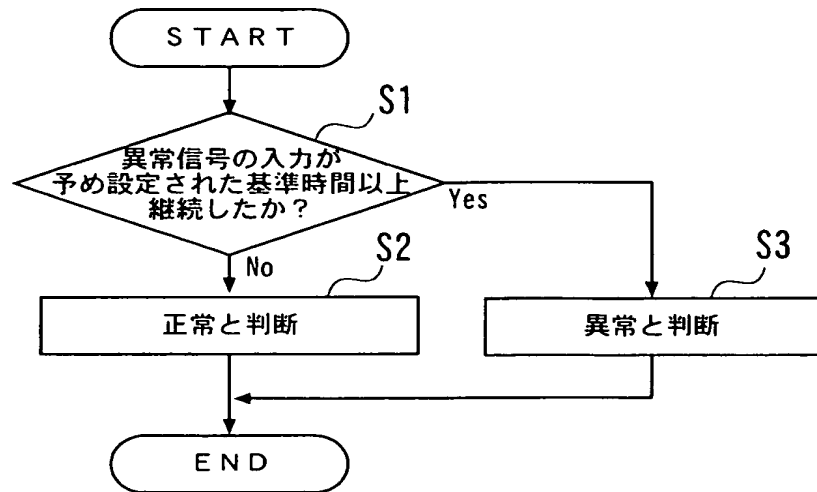 START
S1
異常信号の入力が
予め設定された基準時間以上
継続したか？
Yes
No
S2
正常と判断
S3
異常と判断
END